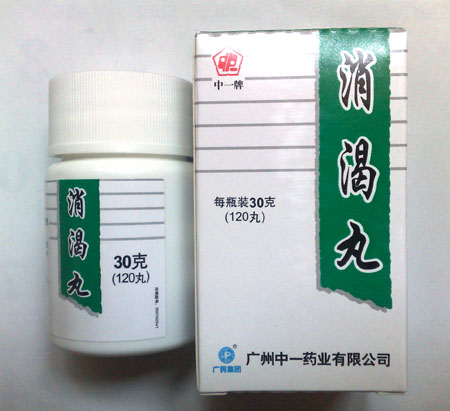 消渴丸
30克
(120丸)
中一牌
消渴丸
每瓶装30克
(120丸)
广药集团
®
广州中一药业有限公司